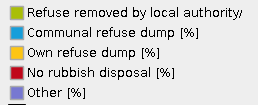 Refuse removed by local authority/
Communal refuse dump [%]
Own refuse dump [%]
No rubbish disposal [%]
Other [%]